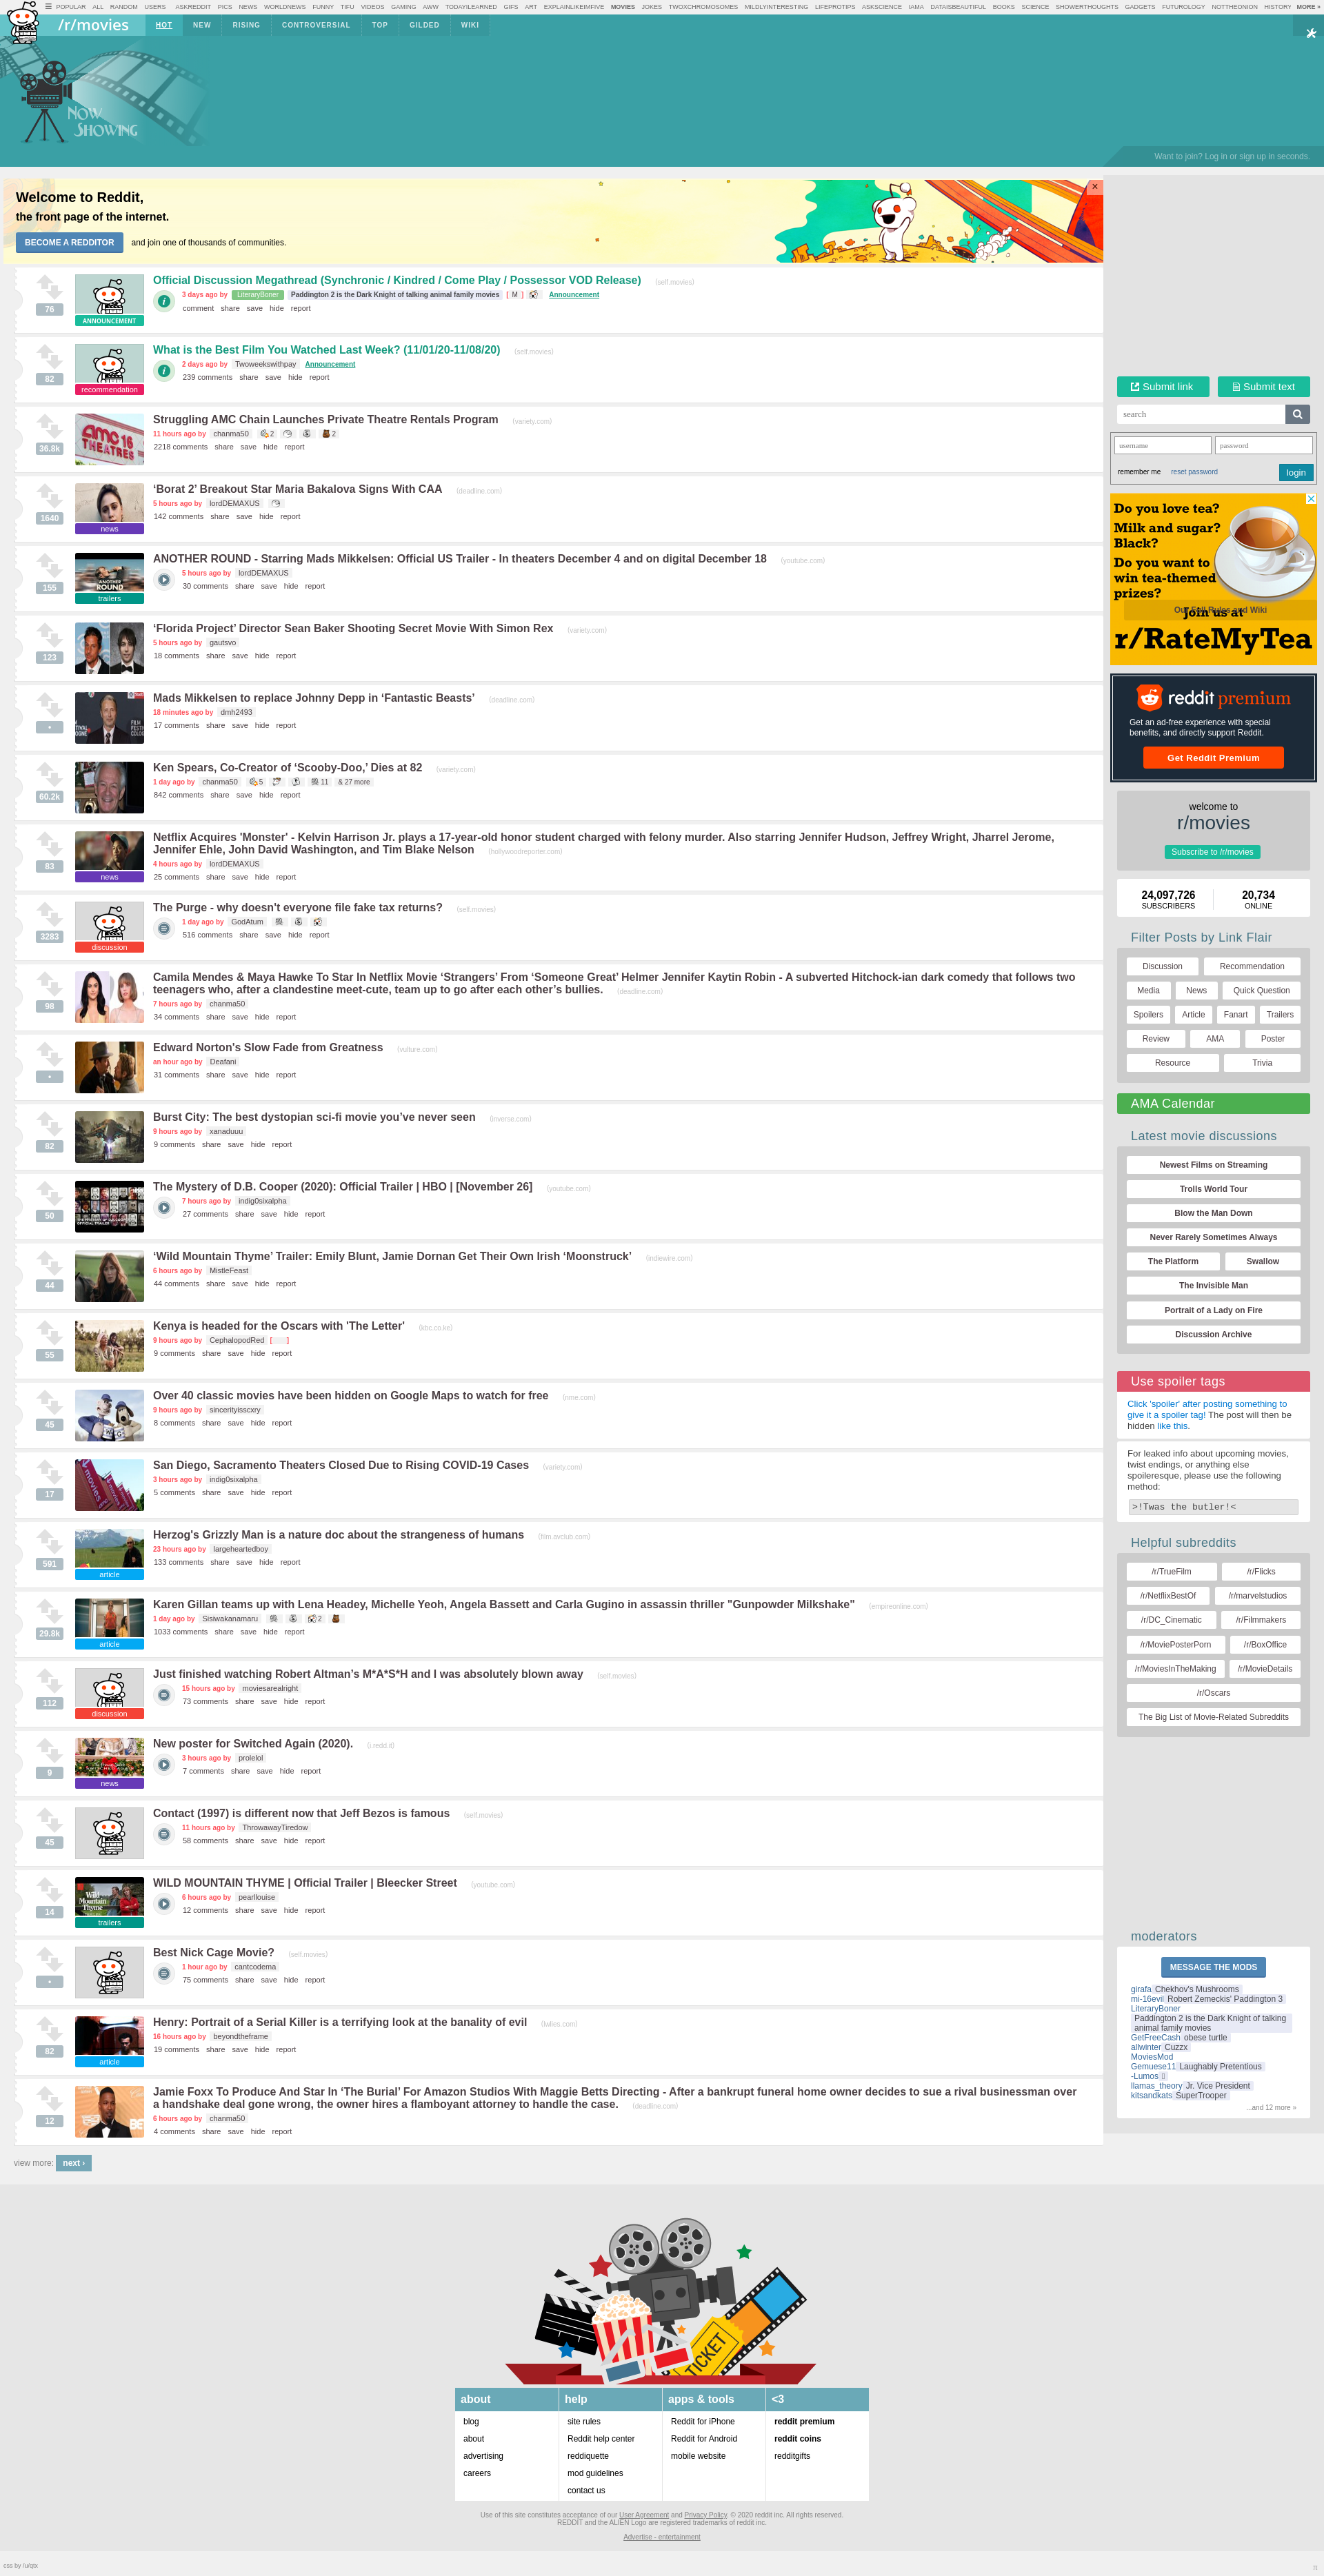 POPULAR ALL RANDOM USERS ASKREDDIT PICS NEWS WORLDNEWS FUNNY TIFU VIDEOS GAMING AWW TODAYILEARNED GIFS ART EXPLAINLIKEIMFIVE MOVIES JOKES TWOXCHROMOSOMES MILDLYINTERESTING LIFEPROTIPS ASKSCIENCE IAMA DATAISBEAUTIFUL BOOKS SCIENCE SHOWERTHOUGHTS GADGETS FUTUROLOGY NOTTHEONION HISTORY MORE »
/r/movies HOT NEW RISING CONTROVERSIAL TOP GILDED WIKI
NOW SHOWING
Want to join? Log in or sign up in seconds.
Welcome to Reddit,
the front page of the internet.
BECOME A REDDITOR and join one of thousands of communities.
Official Discussion Megathread (Synchronic / Kindred / Come Play / Possessor VOD Release) (self.movies)
76
ANNOUNCEMENT
3 days ago by LiteraryBoner Paddington 2 is the Dark Knight of talking animal family movies [ M ] Announcement
comment share save hide report
What is the Best Film You Watched Last Week? (11/01/20-11/08/20) (self.movies)
82
recommendation
2 days ago by Twoweekswithpay Announcement
239 comments share save hide report
Struggling AMC Chain Launches Private Theatre Rentals Program (variety.com)
36.8k
amc 16
THEATRES
11 hours ago by chanma50 2 2
2218 comments share save hide report
‘Borat 2’ Breakout Star Maria Bakalova Signs With CAA (deadline.com)
1640
news
5 hours ago by lordDEMAXUS
142 comments share save hide report
ANOTHER ROUND - Starring Mads Mikkelsen: Official US Trailer - In theaters December 4 and on digital December 18 (youtube.com)
155
ANOTHER
ROUND
trailers
5 hours ago by lordDEMAXUS
30 comments share save hide report
‘Florida Project’ Director Sean Baker Shooting Secret Movie With Simon Rex (variety.com)
123
5 hours ago by gautsvo
18 comments share save hide report
Mads Mikkelsen to replace Johnny Depp in ‘Fantastic Beasts’ (deadline.com)
•
18 minutes ago by dmh2493
17 comments share save hide report
Ken Spears, Co-Creator of ‘Scooby-Doo,’ Dies at 82 (variety.com)
60.2k
1 day ago by chanma50 5 11 & 27 more
842 comments share save hide report
Netflix Acquires 'Monster' - Kelvin Harrison Jr. plays a 17-year-old honor student charged with felony murder. Also starring Jennifer Hudson, Jeffrey Wright, Jharrel Jerome,
Jennifer Ehle, John David Washington, and Tim Blake Nelson (hollywoodreporter.com)
83
news
4 hours ago by lordDEMAXUS
25 comments share save hide report
The Purge - why doesn't everyone file fake tax returns? (self.movies)
3283
discussion
1 day ago by GodAtum
516 comments share save hide report
Camila Mendes & Maya Hawke To Star In Netflix Movie ‘Strangers’ From ‘Someone Great’ Helmer Jennifer Kaytin Robin - A subverted Hitchock-ian dark comedy that follows two
teenagers who, after a clandestine meet-cute, team up to go after each other’s bullies. (deadline.com)
98
7 hours ago by chanma50
34 comments share save hide report
Edward Norton's Slow Fade from Greatness (vulture.com)
•
an hour ago by Deafani
31 comments share save hide report
Burst City: The best dystopian sci-fi movie you’ve never seen (inverse.com)
82
9 hours ago by xanaduuu
9 comments share save hide report
The Mystery of D.B. Cooper (2020): Official Trailer | HBO | [November 26] (youtube.com)
50
7 hours ago by indig0sixalpha
27 comments share save hide report
‘Wild Mountain Thyme’ Trailer: Emily Blunt, Jamie Dornan Get Their Own Irish ‘Moonstruck’ (indiewire.com)
44
6 hours ago by MistleFeast
44 comments share save hide report
Kenya is headed for the Oscars with 'The Letter' (kbc.co.ke)
55
9 hours ago by CephalopodRed [ ]
9 comments share save hide report
Over 40 classic movies have been hidden on Google Maps to watch for free (nme.com)
45
9 hours ago by sincerityisscxry
8 comments share save hide report
San Diego, Sacramento Theaters Closed Due to Rising COVID-19 Cases (variety.com)
17
3 hours ago by indig0sixalpha
5 comments share save hide report
Herzog's Grizzly Man is a nature doc about the strangeness of humans (film.avclub.com)
591
article
23 hours ago by largeheartedboy
133 comments share save hide report
Karen Gillan teams up with Lena Headey, Michelle Yeoh, Angela Bassett and Carla Gugino in assassin thriller "Gunpowder Milkshake" (empireonline.com)
29.8k
article
1 day ago by Sisiwakanamaru 2
1033 comments share save hide report
Just finished watching Robert Altman’s M*A*S*H and I was absolutely blown away (self.movies)
112
discussion
15 hours ago by moviesarealright
73 comments share save hide report
New poster for Switched Again (2020). (i.redd.it)
9
news
3 hours ago by prolelol
7 comments share save hide report
Contact (1997) is different now that Jeff Bezos is famous (self.movies)
45
11 hours ago by ThrowawayTiredow
58 comments share save hide report
WILD MOUNTAIN THYME | Official Trailer | Bleecker Street (youtube.com)
14
Wild
Mountain
Thyme
trailers
6 hours ago by pearllouise
12 comments share save hide report
Best Nick Cage Movie? (self.movies)
•
1 hour ago by cantcodema
75 comments share save hide report
Henry: Portrait of a Serial Killer is a terrifying look at the banality of evil (latles.com)
82
article
16 hours ago by beyondtheframe
19 comments share save hide report
Jamie Foxx To Produce And Star In ‘The Burial’ For Amazon Studios With Maggie Betts Directing - After a bankrupt funeral home owner decides to sue a rival businessman over
a handshake deal gone wrong, the owner hires a flamboyant attorney to handle the case. (deadline.com)
12
6 hours ago by chanma50
4 comments share save hide report
view more: next ›
Submit link Submit text
search
username password
remember me reset password login
Do you love tea?
Milk and sugar?
Black?
Do you want to
win tea-themed
prizes?
Our Full Rules and Wiki
Join us at
r/RateMyTea
reddit premium
Get an ad-free experience with special
benefits, and directly support Reddit.
Get Reddit Premium
welcome to
r/movies
Subscribe to /r/movies
24,097,726 20,734
SUBSCRIBERS ONLINE
Filter Posts by Link Flair
Discussion Recommendation
Media News Quick Question
Spoilers Article Fanart Trailers
Review AMA Poster
Resource Trivia
AMA Calendar
Latest movie discussions
Newest Films on Streaming
Trolls World Tour
Blow the Man Down
Never Rarely Sometimes Always
The Platform Swallow
The Invisible Man
Portrait of a Lady on Fire
Discussion Archive
Use spoiler tags
Click 'spoiler' after posting something to
give it a spoiler tag! The post will then be
hidden like this.
For leaked info about upcoming movies,
twist endings, or anything else
spoileresque, please use the following
method:
>!Twas the butler!<
Helpful subreddits
/r/TrueFilm /r/Flicks
/r/NetflixBestOf /r/marvelstudios
/r/DC_Cinematic /r/Filmmakers
/r/MoviePosterPorn /r/BoxOffice
/r/MoviesInTheMaking /r/MovieDetails
/r/Oscars
The Big List of Movie-Related Subreddits
moderators
MESSAGE THE MODS
girafa Chekhov's Mushrooms
mi-16evil Robert Zemeckis' Paddington 3
LiteraryBoner
Paddington 2 is the Dark Knight of talking
animal family movies
GetFreeCash obese turtle
allwinter Cuzzx
MoviesMod
Gemuese11 Laughably Pretentious
-Lumos
llamas_theory Jr. Vice President
kitsandkats SuperTrooper
...and 12 more »
TICKET
about help apps & tools <3
blog site rules Reddit for iPhone reddit premium
about Reddit help center Reddit for Android reddit coins
advertising reddiquette mobile website redditgifts
careers mod guidelines
contact us
Use of this site constitutes acceptance of our User Agreement and Privacy Policy. © 2020 reddit inc. All rights reserved.
REDDIT and the ALIEN Logo are registered trademarks of reddit inc.
Advertise - entertainment
css by /u/qtx
π